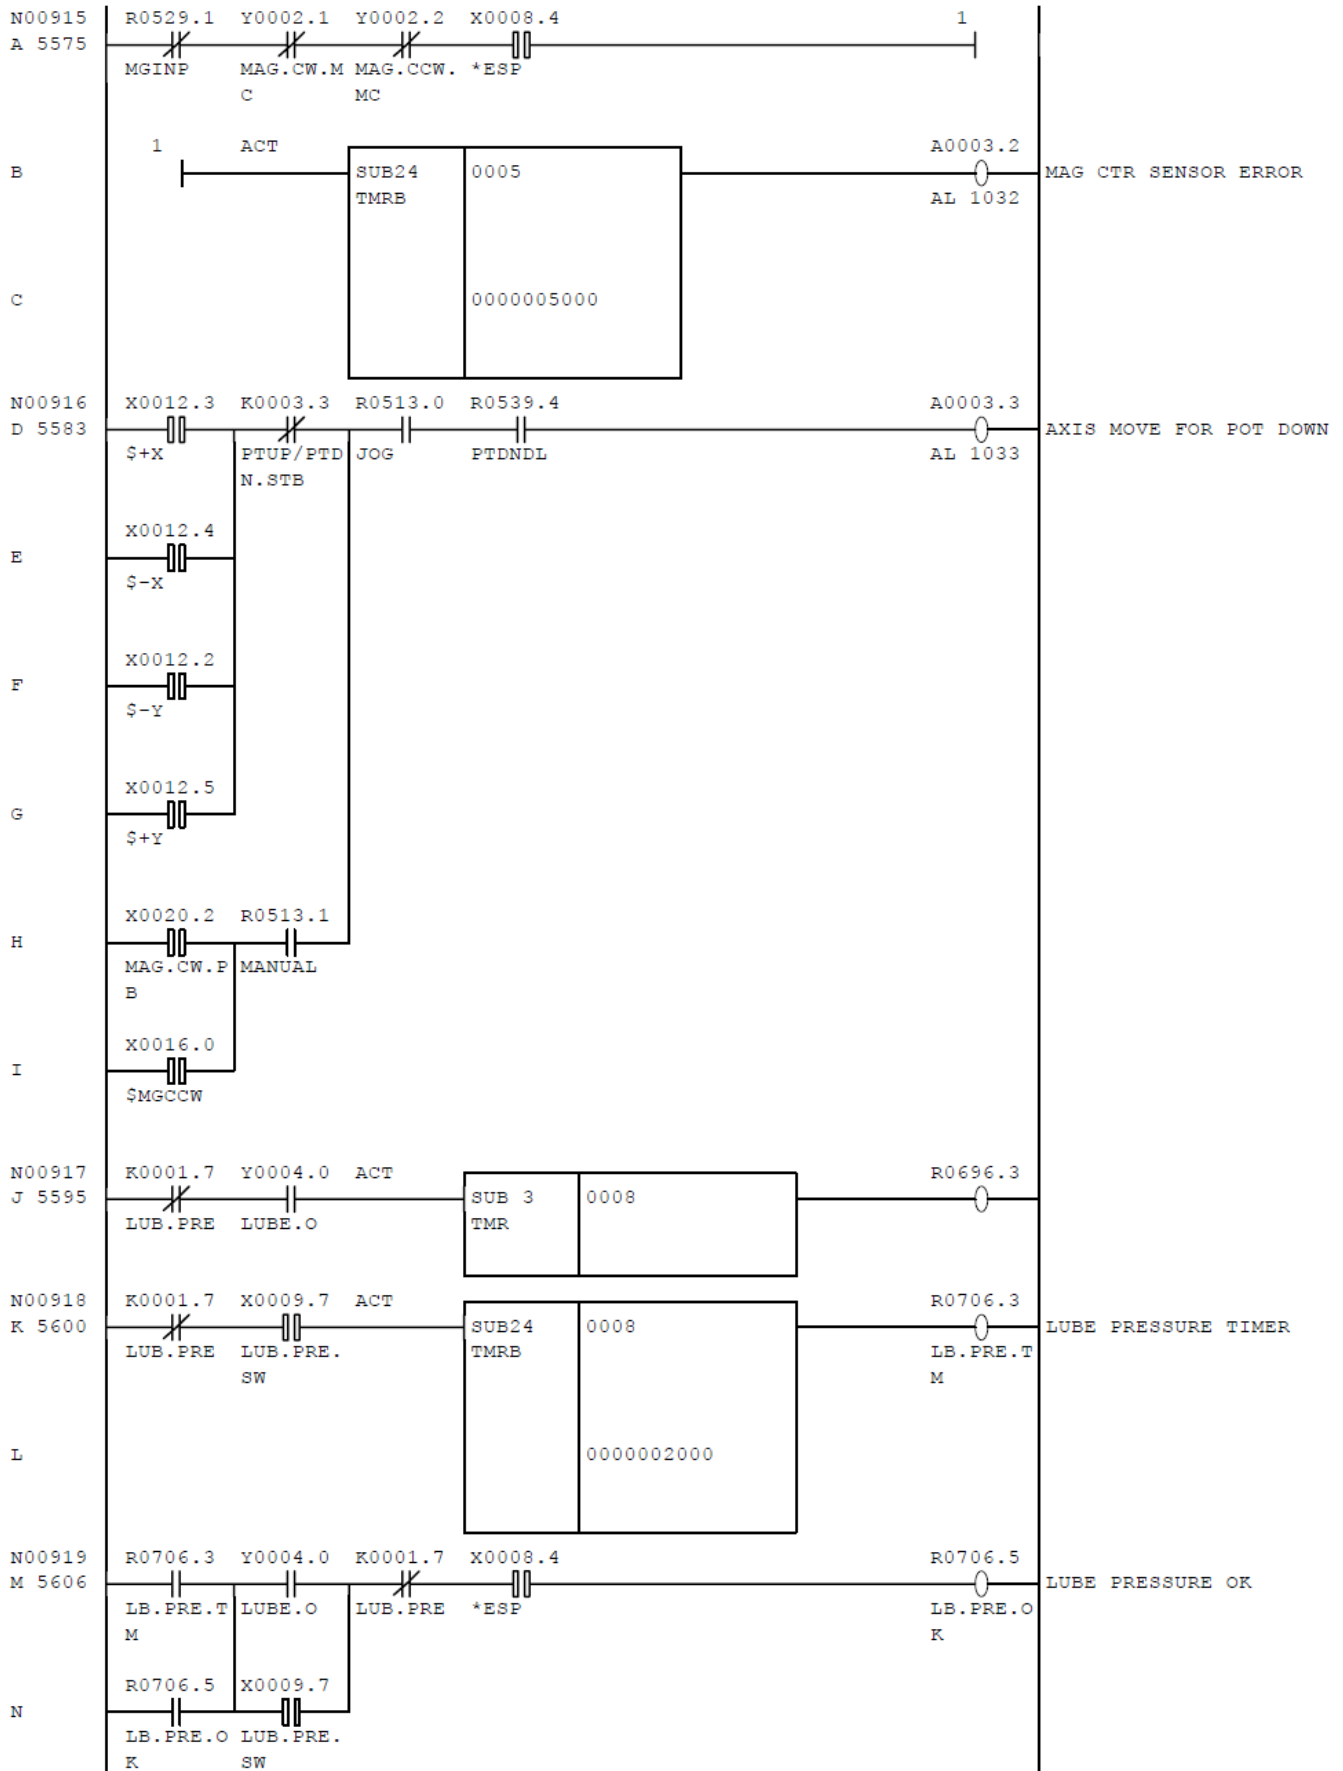 N00915 R0529.1 Y0002.1 Y0002.2 X0008.4 1
A 5575
MGINP MAG.CW.M MAG.CCW. *ESP
C MC
1 ACT A0003.2
B SUB24 0005 MAG CTR SENSOR ERROR
TMRB AL 1032
C 0000005000
N00916 X0012.3 K0003.3 R0513.0 R0539.4 A0003.3
D 5583 AXIS MOVE FOR POT DOWN
$+X PTUP/PTD JOG PTDNDL AL 1033
N.STB
X0012.4
E
$-X
X0012.2
F
$-Y
X0012.5
G
$+Y
X0020.2 R0513.1
H
MAG.CW.P MANUAL
B
X0016.0
I
$MGCCW
N00917 K0001.7 Y0004.0 ACT R0696.3
J 5595 SUB 3 0008
LUB.PRE LUBE.O TMR
N00918 K0001.7 X0009.7 ACT R0706.3
K 5600 SUB24 0008 LUBE PRESSURE TIMER
LUB.PRE LUB.PRE. TMRB LB.PRE.T
SW M
L 0000002000
N00919 R0706.3 Y0004.0 K0001.7 X0008.4 R0706.5
M 5606 LUBE PRESSURE OK
LB.PRE.T LUBE.O LUB.PRE *ESP LB.PRE.O
M K
R0706.5 X0009.7
N
LB.PRE.O LUB.PRE.
K SW